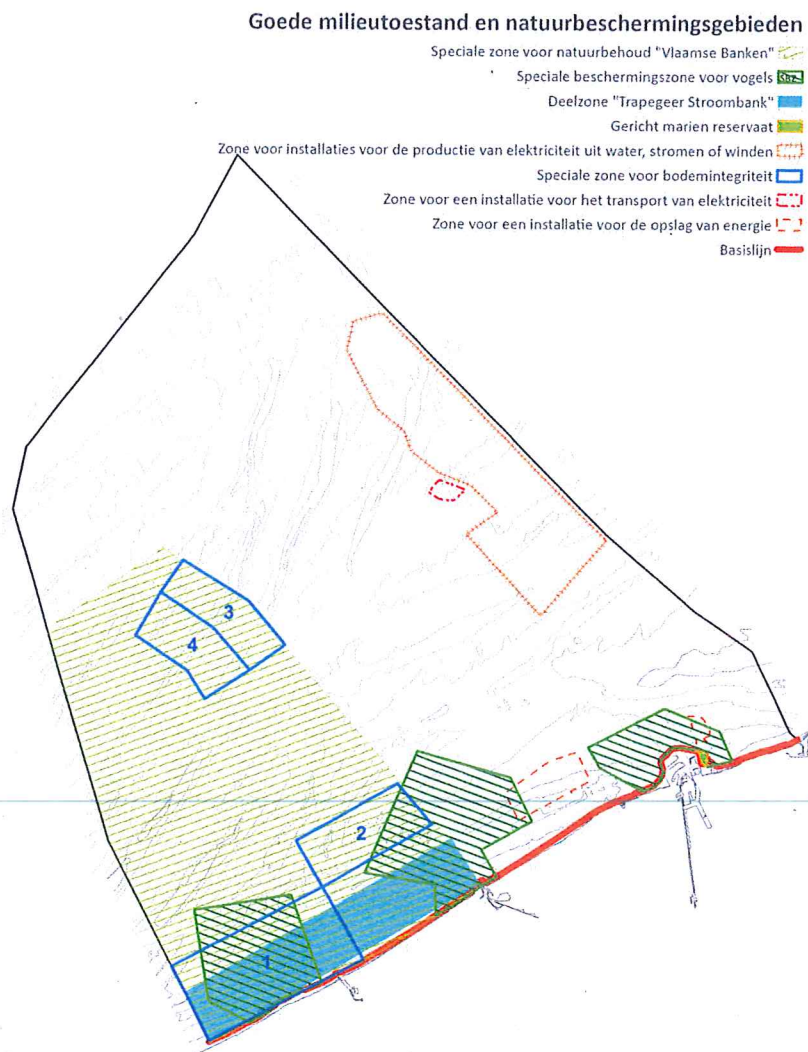 Goede milieutoestand en natuurbeschermingsgebieden
Speciale zone voor natuurbehoud "Vlaamse Banken"
Speciale beschermingszone voor vogels
Deelzone "Trapegeer Stroombank"
Gericht marien reservaat
Zone voor installaties voor de productie van elektriciteit uit water, stromen of winden
Speciale zone voor bodemintegriteit
Zone voor een installatie voor het transport van elektriciteit
Zone voor een installatie voor de opslag van energie
Basislijn
3
4
2
1